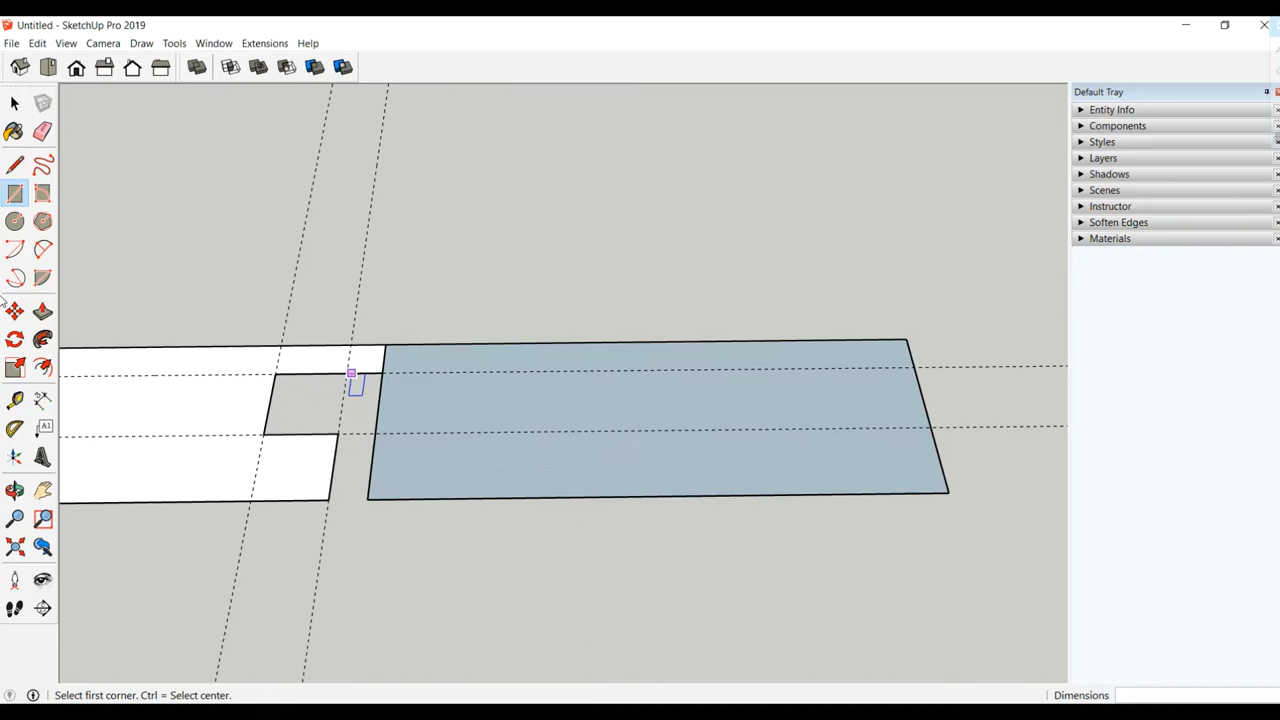 Untitled - SketchUp Pro 2019
File Edit View Camera Draw Tools Window Extensions Help
Default Tray
Entity Info
Components
Styles
Layers
Shadows
Scenes
Instructor
Soften Edges
Materials
A1
Select first corner. Ctrl = Select center.
Dimensions